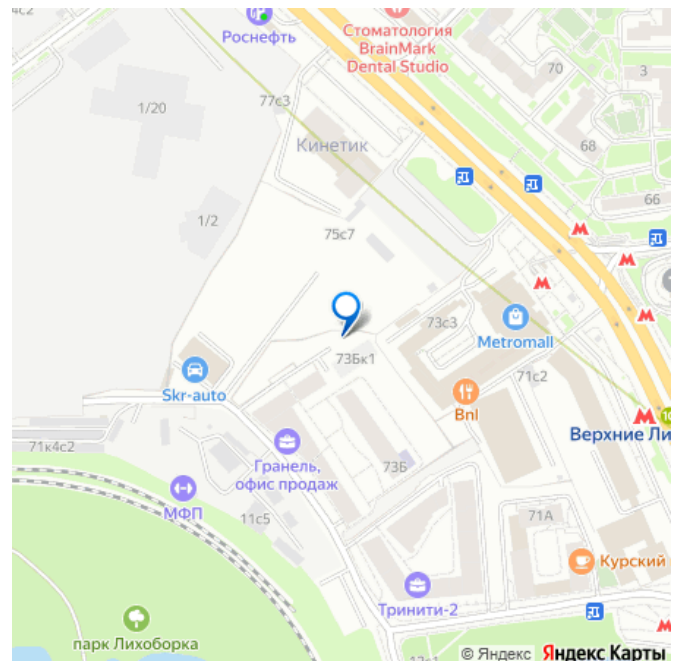 4с2
Роснефть
Стоматология
BrainMark
Dental Studio
70
3
1/20
77с3
Кинетик
68
66
1/2
75с7
73с3
Metromall
73Бк1
71с2
Skr-auto
Bnl
Верхние Ли
71к4с2
Гранель,
офис продаж
73Б
МФП
11с5
71А
Курский
Тринити-2
парк Лихоборка
© Яндекс Яндекс Карты